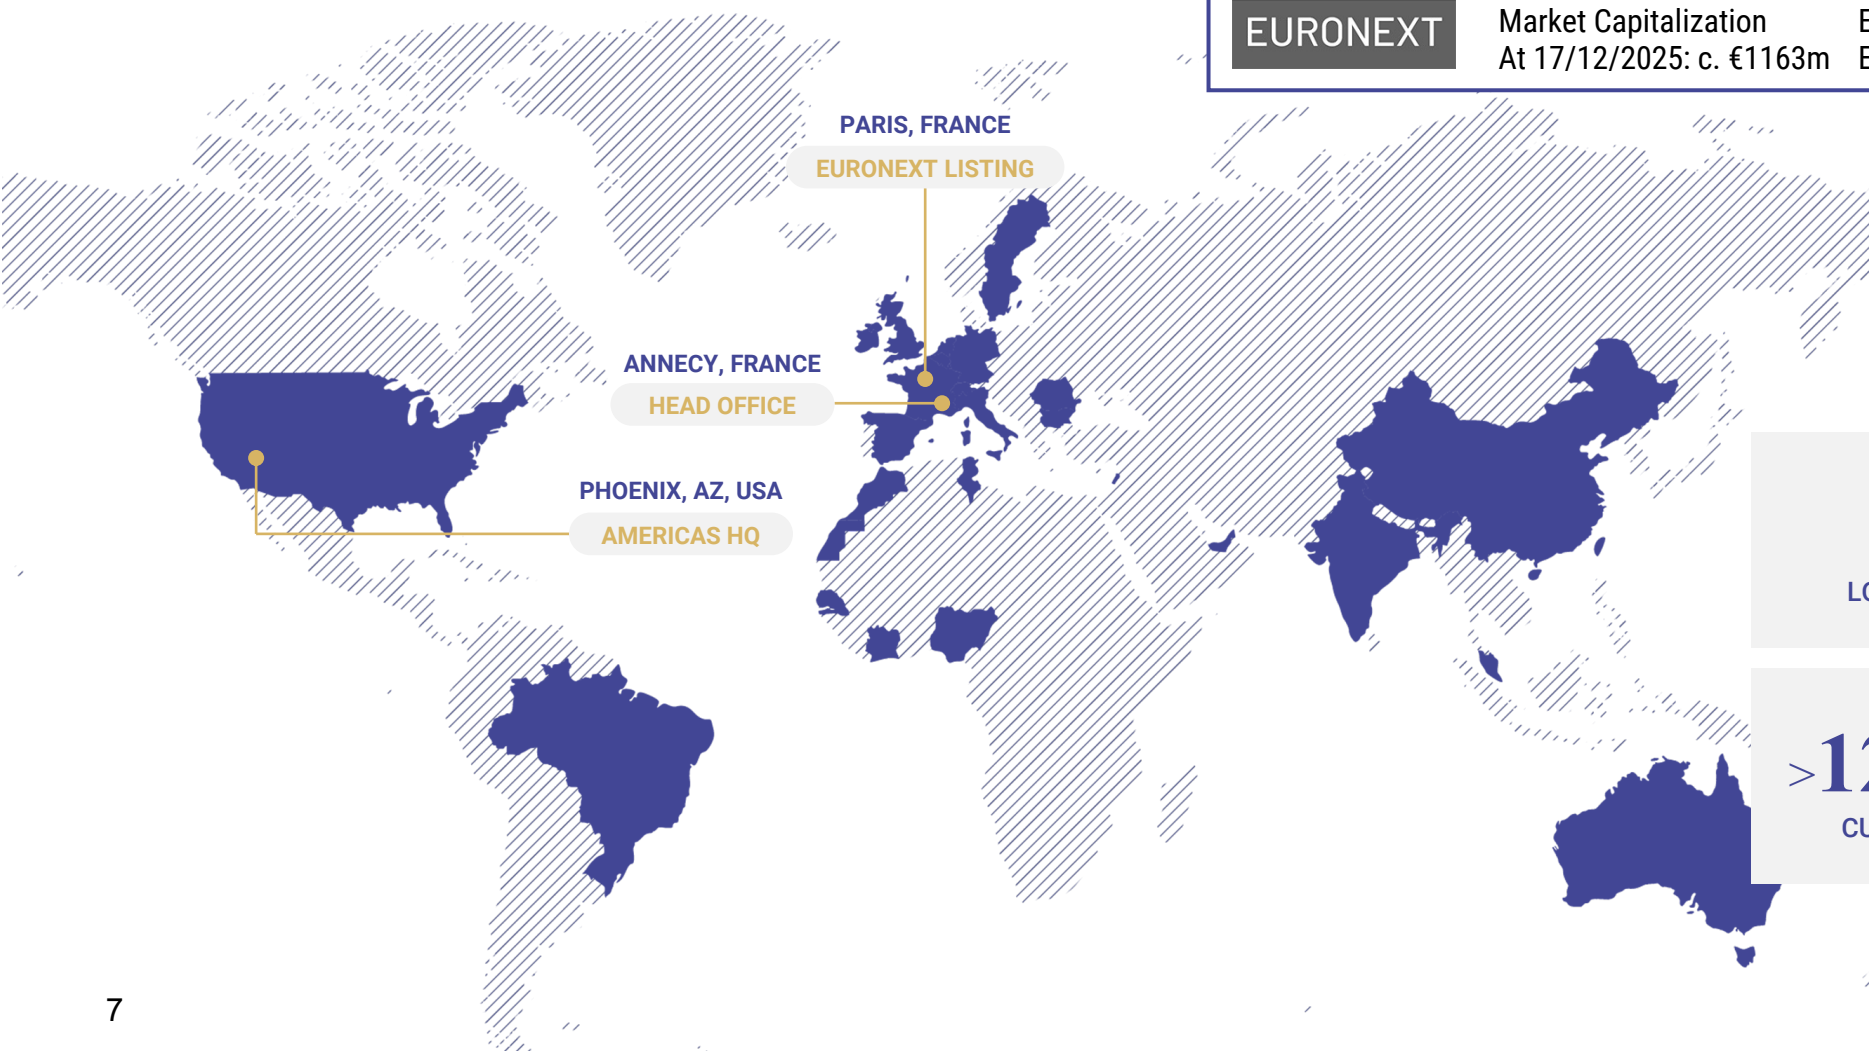 EURONEXT
Market Capitalization
At 17/12/2025: c. €1163m
PARIS, FRANCE
EURONEXT LISTING
ANNECY, FRANCE
HEAD OFFICE
PHOENIX, AZ, USA
AMERICAS HQ
>12
7